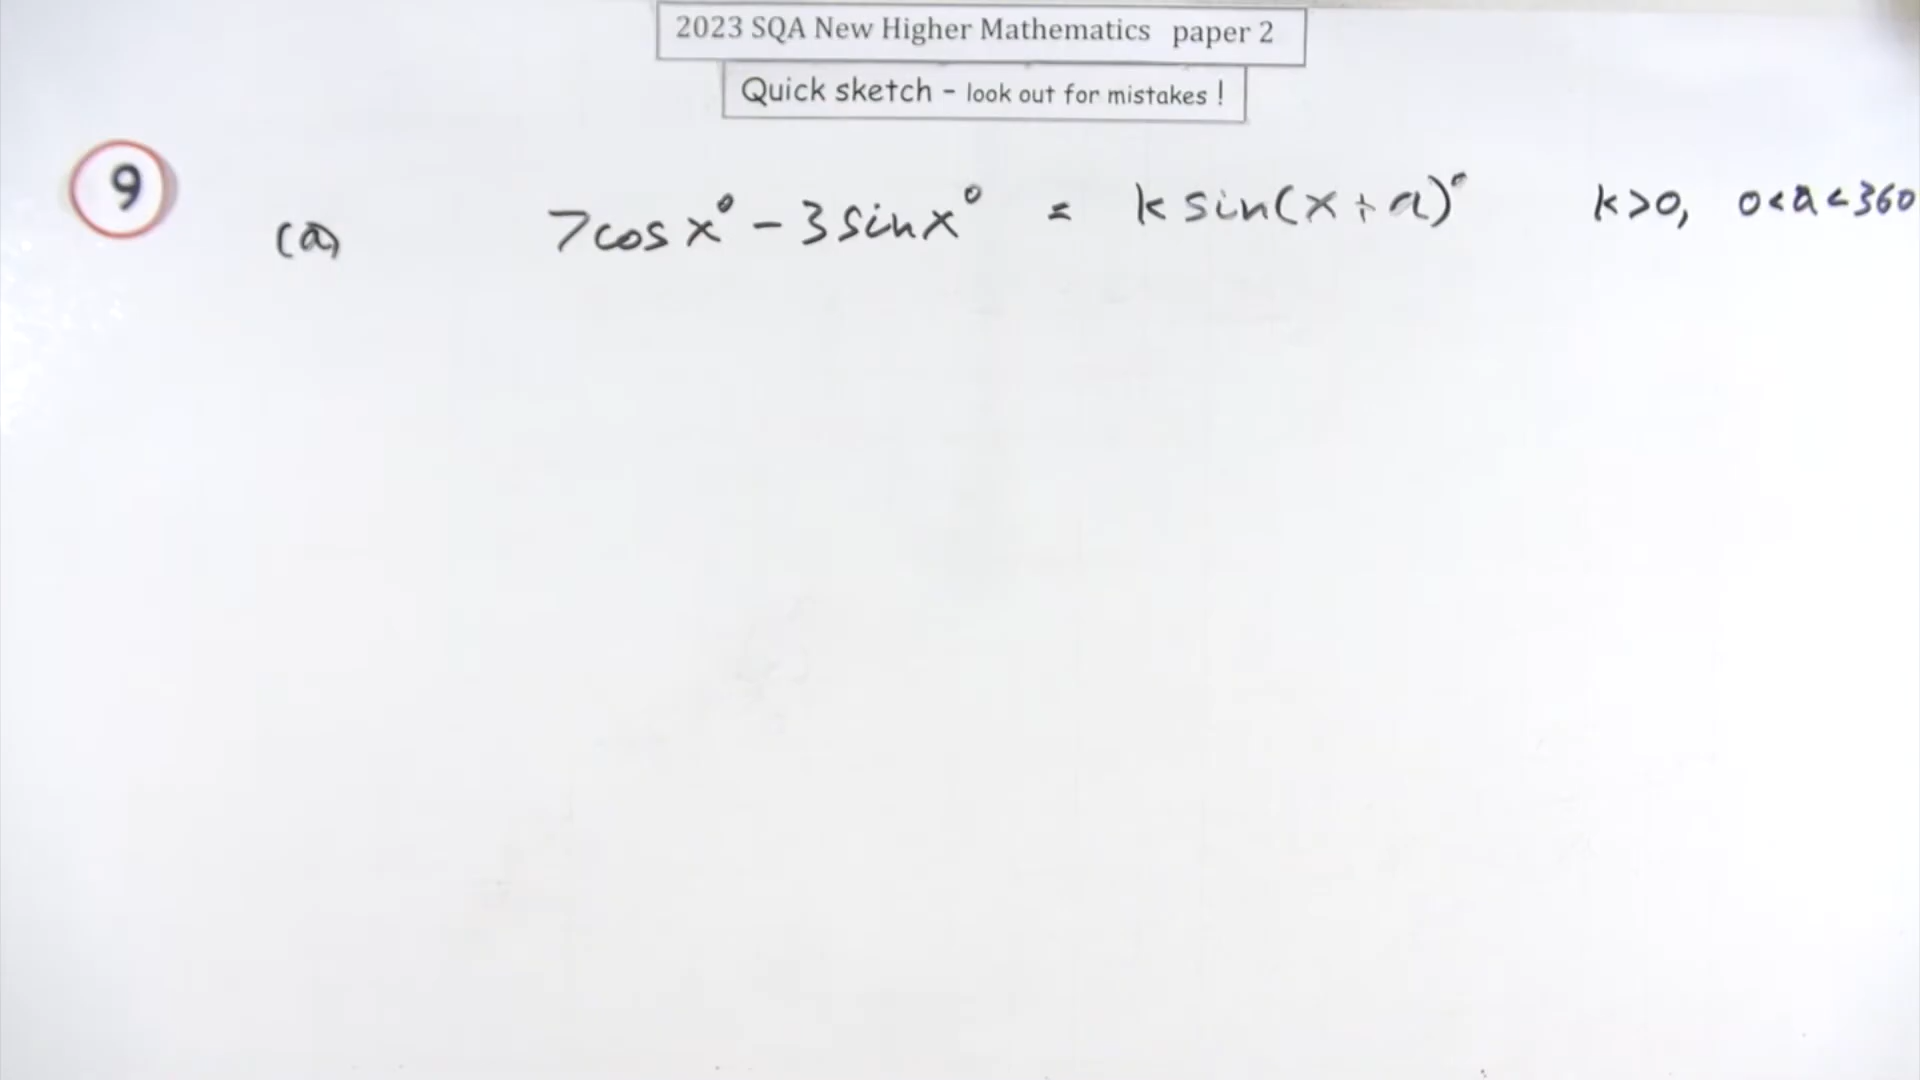 2023 SQA New Higher Mathematics paper 2
Quick sketch - look out for mistakes !
9
(a) 7cos x° - 3sin x° = k sin(x + a)° k>0, 0<a<360